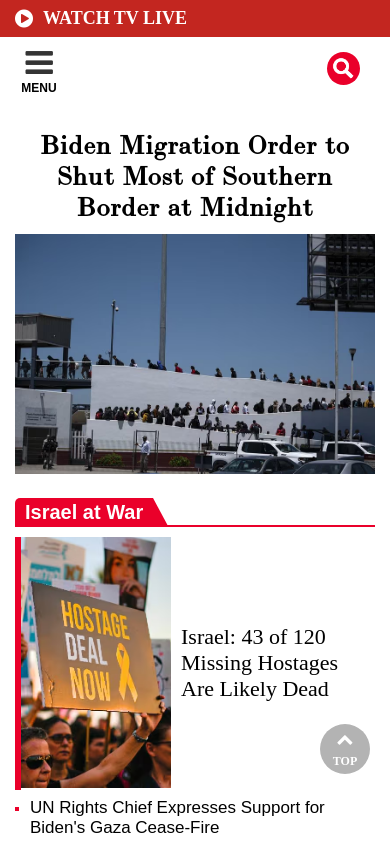 WATCH TV LIVE
MENU
Biden Migration Order to
Shut Most of Southern
Border at Midnight
Israel at War
HOSTAGE
DEAL
NOW
Israel: 43 of 120
Missing Hostages
Are Likely Dead
TOP
UN Rights Chief Expresses Support for
Biden's Gaza Cease-Fire